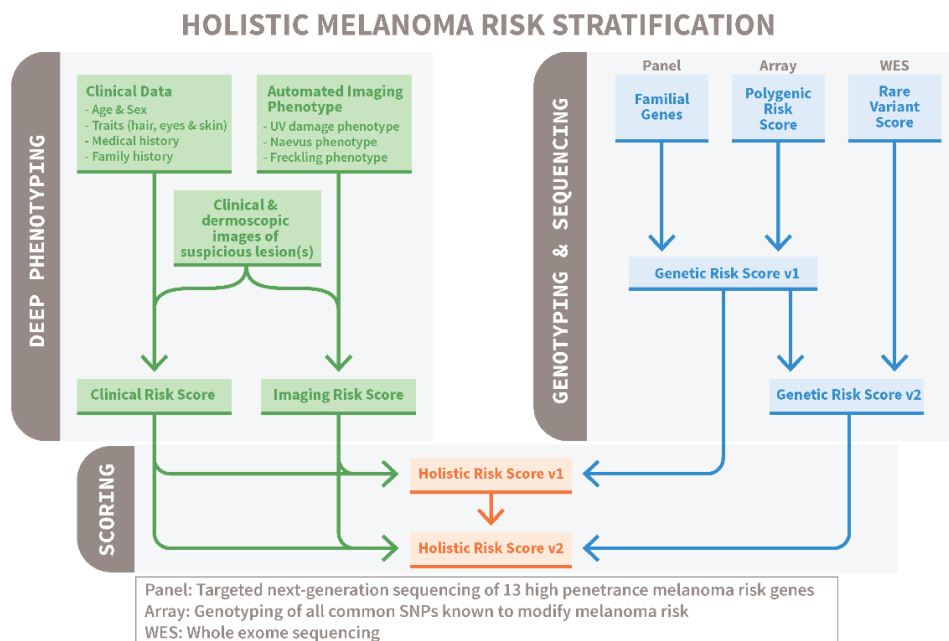 HOLISTIC MELANOMA RISK STRATIFICATION
DEEP PHENOTYPING
Clinical Data
- Age & Sex
- Traits (hair, eyes & skin)
- Medical history
- Family history
Automated Imaging
Phenotype
- UV damage phenotype
- Naevus phenotype
- Freckling phenotype
Clinical &
dermoscopic
images of
suspicious lesion(s)
Clinical Risk Score
Imaging Risk Score
GENOTYPING & SEQUENCING
Panel
Array
WES
Familial
Genes
Polygenic
Risk
Score
Rare
Variant
Score
Genetic Risk Score v1
Genetic Risk Score v2
SCORING
Holistic Risk Score v1
Holistic Risk Score v2
Panel: Targeted next-generation sequencing of 13 high penetrance melanoma risk genes
Array: Genotyping of all common SNPs known to modify melanoma risk
WES: Whole exome sequencing